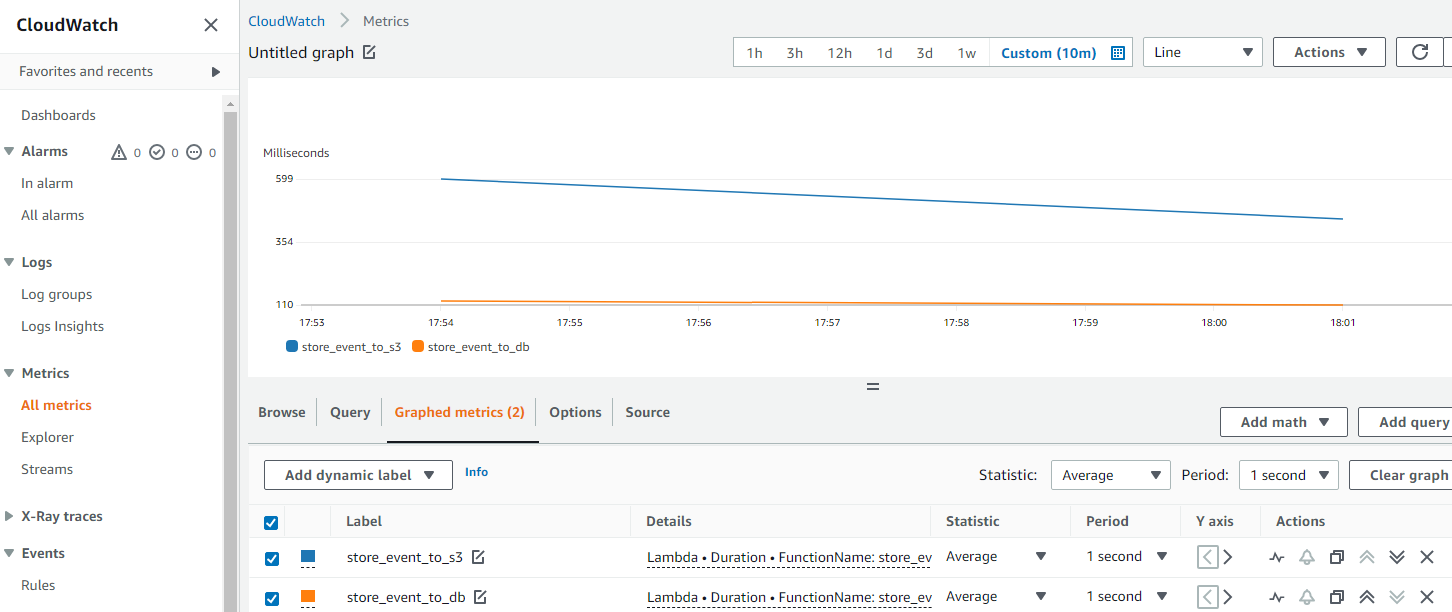 CloudWatch
Favorites and recents
Dashboards
Alarms 0 0 0
In alarm
All alarms
Logs
Log groups
Logs Insights
Metrics
All metrics
Explorer
Streams
X-Ray traces
Events
Rules
CloudWatch Metrics
Untitled graph
1h 3h 12h 1d 3d 1w Custom (10m) Line Actions
Milliseconds
599
354
110
17:53 17:54 17:55 17:56 17:57 17:58 17:59 18:00 18:01
store_event_to_s3 store_event_to_db
Browse Query Graphed metrics (2) Options Source
Add math Add query
Add dynamic label Info Statistic: Average Period: 1 second Clear graph
Label Details Statistic Period Y axis Actions
store_event_to_s3 Lambda • Duration • FunctionName: store_ev Average 1 second
store_event_to_db Lambda • Duration • FunctionName: store_ev Average 1 second